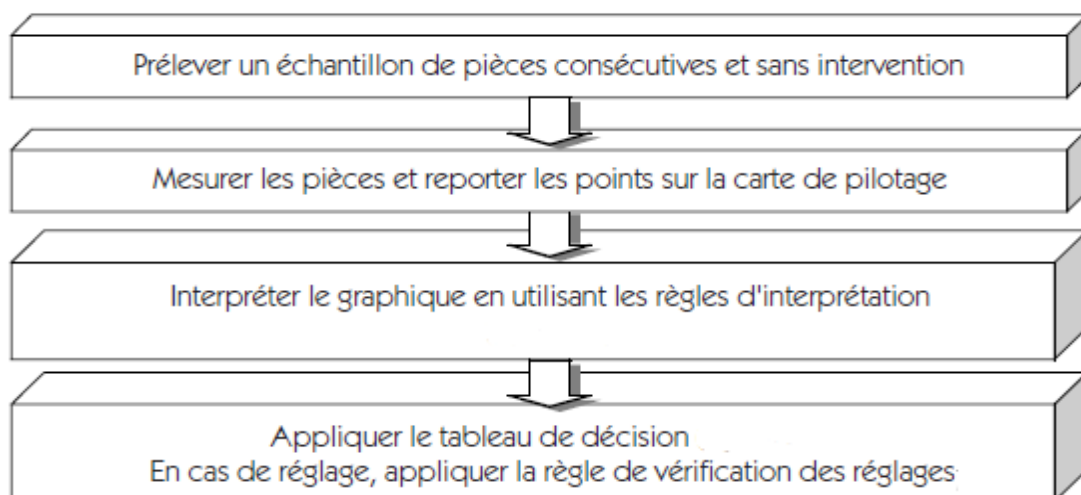 Prélever un échantillon de pièces consécutives et sans intervention
Mesurer les pièces et reporter les points sur la carte de pilotage
Interpréter le graphique en utilisant les règles d'interprétation
Appliquer le tableau de décision
En cas de réglage, appliquer la règle de vérification des réglages